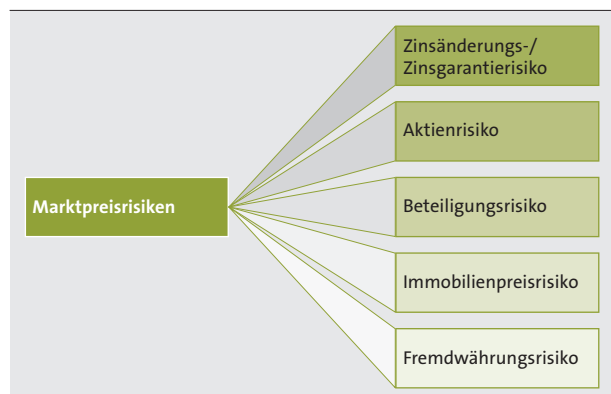 Marktpreisrisiken
Zinsänderungs-/
Zinsgarantierisiko
Aktienrisiko
Beteiligungsrisiko
Immobilienpreisrisiko
Fremdwährungsrisiko